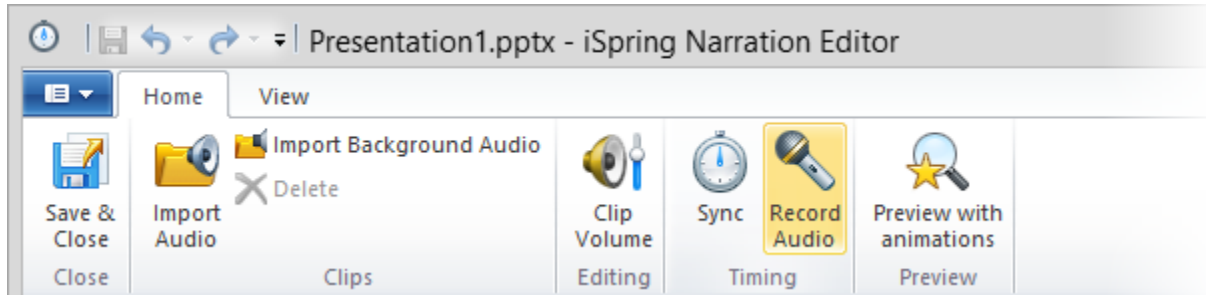 Presentation1.pptx - iSpring Narration Editor
Home View
Import Background Audio
Delete
Save &
Close
Import
Audio
Clip
Volume
Sync
Record
Audio
Preview with
animations
Close Clips Editing Timing Preview